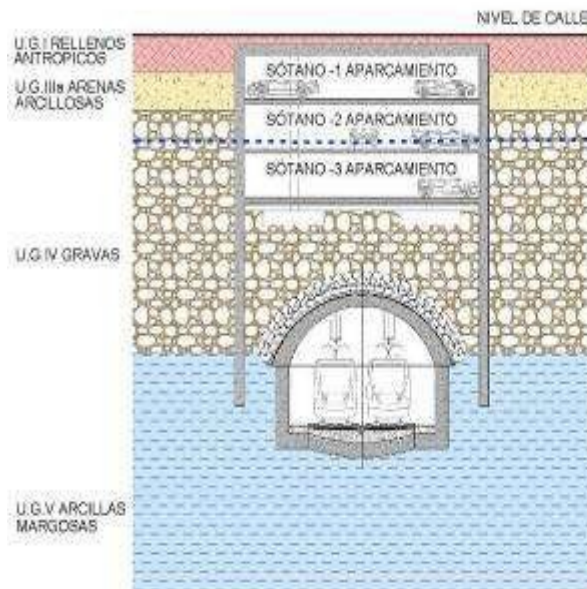 NIVEL DE CALLE
U.G.I RELLENOS
ANTRÓPICOS
SÓTANO -1 APARCAMIENTO
U.G.IIIa ARENAS
ARCILLOSAS
SÓTANO -2 APARCAMIENTO
SÓTANO -3 APARCAMIENTO
U.G.IV GRAVAS
U.G.V ARCILLAS
MARGOSAS